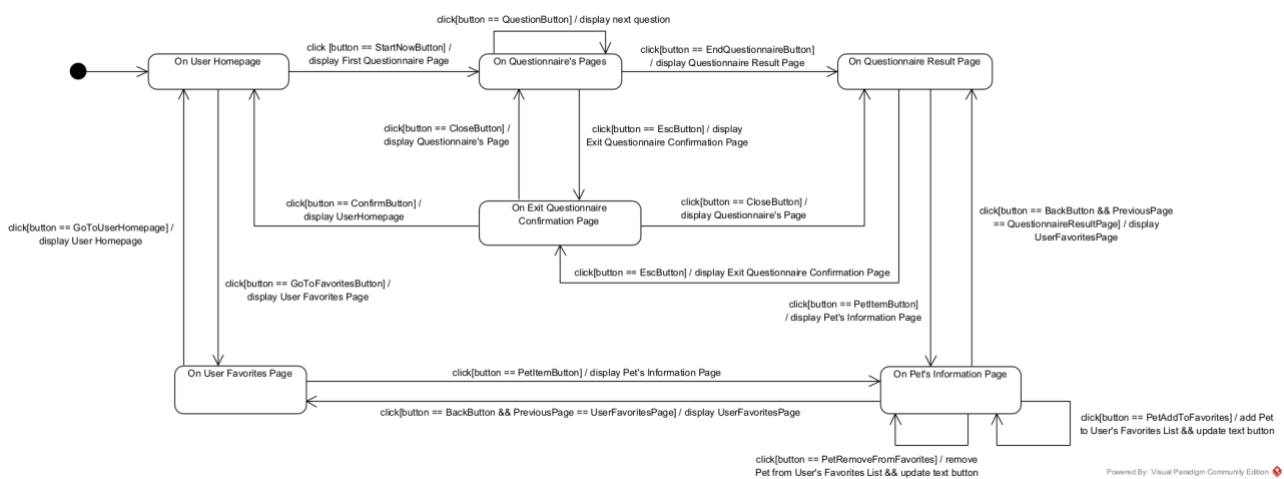 click[button == QuestionButton] / display next question
On User Homepage
click [button == StartNowButton] /
display First Questionnaire Page
On Questionnaire's Pages
click[button == EndQuestionnaireButton]
/ display Questionnaire Result Page
On Questionnaire Result Page
click[button == CloseButton] /
display Questionnaire's Page
click[button == EscButton] / display
Exit Questionnaire Confirmation Page
click[button == ConfirmButton] /
display UserHomepage
On Exit Questionnaire
Confirmation Page
click[button == CloseButton] /
display Questionnaire's Page
click[button == BackButton && PreviousPage
== QuestionnaireResultPage] / display
UserFavoritesPage
click[button == GoToUserHomepage] /
display User Homepage
click[button == EscButton] / display Exit Questionnaire Confirmation Page
click[button == GoToFavoritesButton] /
display User Favorites Page
click[button == PetItemButton]
/ display Pet's Information Page
On User Favorites Page
click[button == PetItemButton] / display Pet's Information Page
On Pet's Information Page
click[button == BackButton && PreviousPage == UserFavoritesPage] / display UserFavoritesPage
click[button == PetAddToFavorites] / add Pet
to User's Favorites List && update text button
click[button == PetRemoveFromFavorites] / remove
Pet from User's Favorites List && update text button
Powered By: Visual Paradigm Community Edition